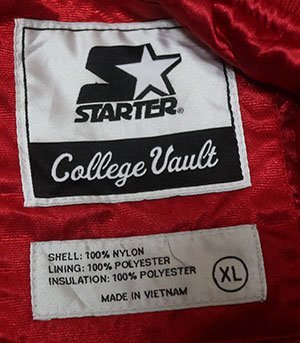 STARTER®
College Vault
SHELL: 100% NYLON
LINING: 100% POLYESTER
INSULATION: 100% POLYESTER
XL
MADE IN VIETNAM